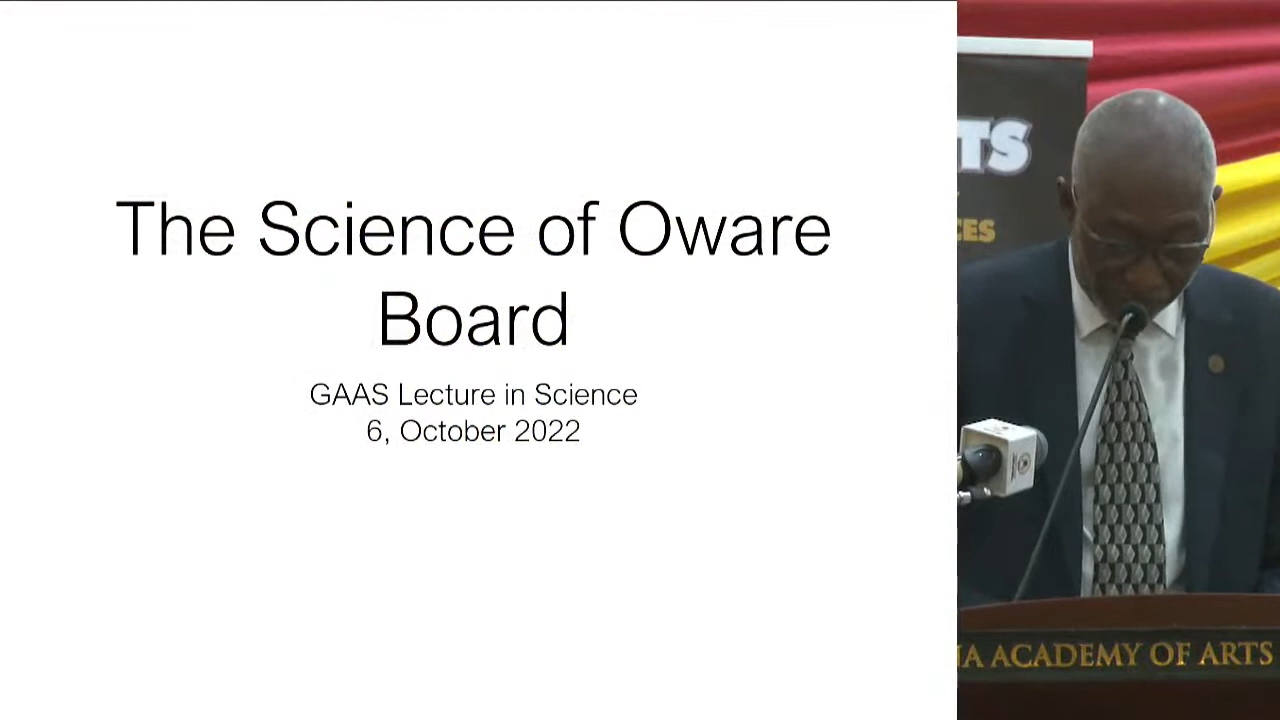 The Science of Oware
Board
GAAS Lecture in Science
6, October 2022
TS
CES
IA ACADEMY OF ARTS